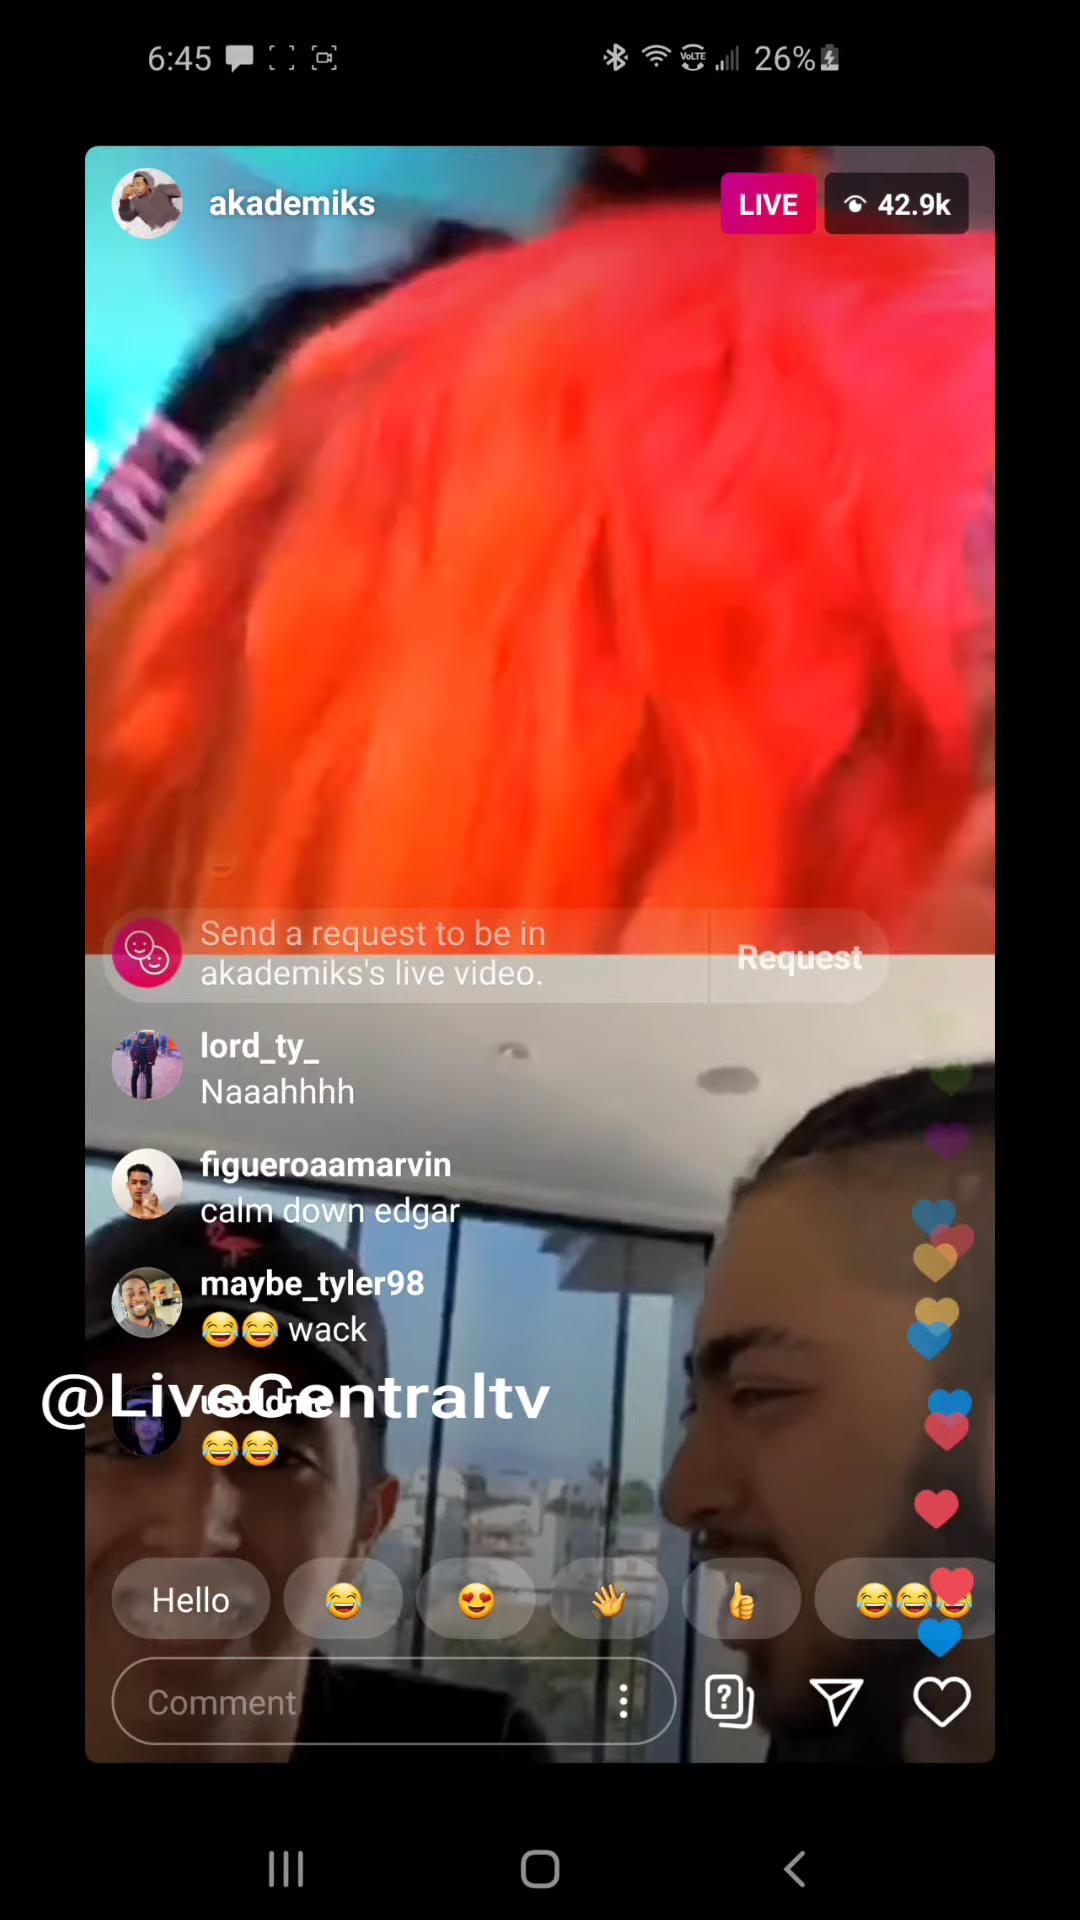 6:45
VoLTE
26%
akademiks
LIVE
42.9k
Send a request to be in
akademiks's live video.
Request
lord_ty_
Naaahhhh
figueroaamarvin
calm down edgar
maybe_tyler98
😂😂 wack
@LiveCentraltv
😂😂
Hello
😂
😍
👋
👍
😂😂😂
Comment